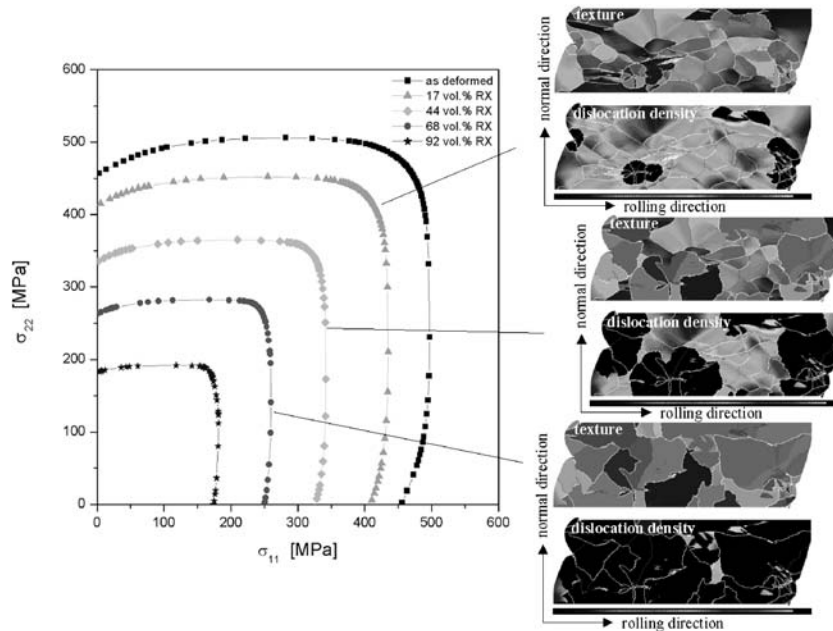 600
500
400
300
200
100
0
σ22 [MPa]
0
100
200
300
400
500
600
σ11 [MPa]
as deformed
17 vol.% RX
44 vol.% RX
68 vol.% RX
92 vol.% RX
texture
normal direction
dislocation density
rolling direction
texture
normal direction
dislocation density
rolling direction
texture
normal direction
dislocation density
rolling direction